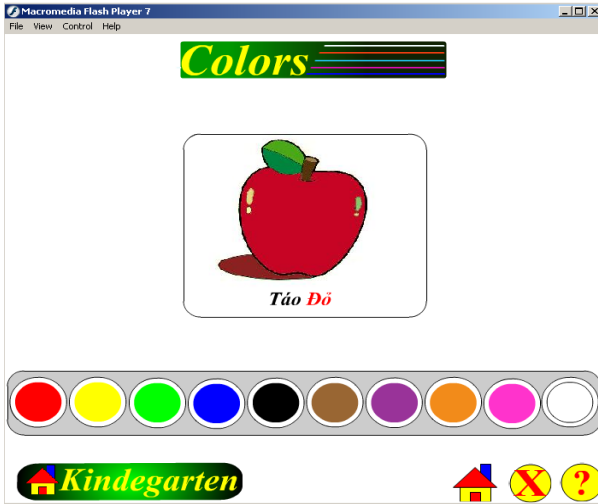 Macromedia Flash Player 7
File View Control Help
Colors
Táo Đỏ
Kindegarten
X ?